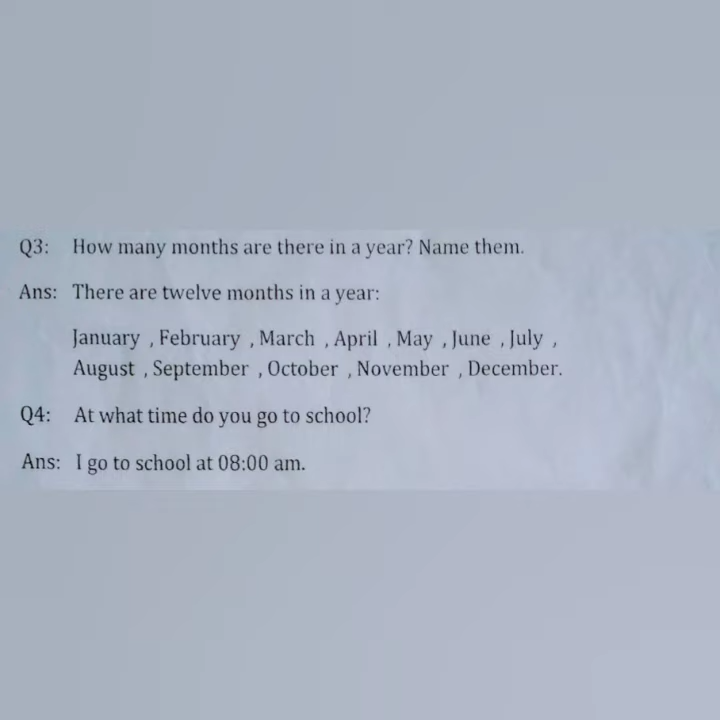 Q3: How many months are there in a year? Name them.
Ans: There are twelve months in a year:
January , February , March , April , May , June , July ,
August , September , October , November , December.
Q4: At what time do you go to school?
Ans: I go to school at 08:00 am.